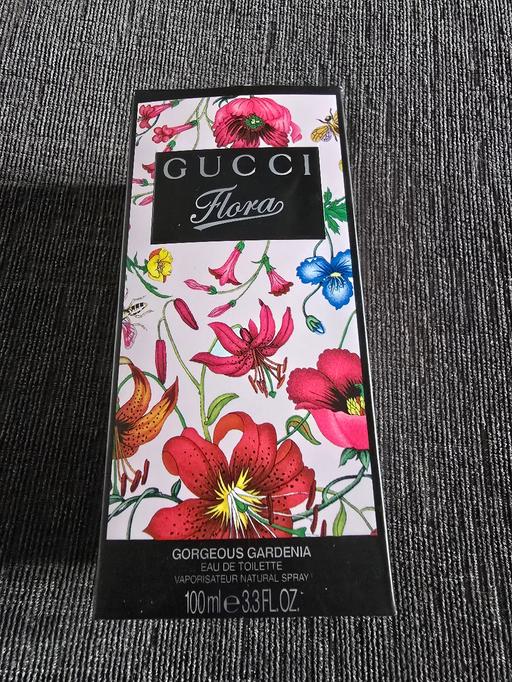 GUCCI
Flora
GORGEOUS GARDENIA
EAU DE TOILETTE
VAPORISATEUR NATURAL SPRAY
100 ml e 3.3 FL.OZ.